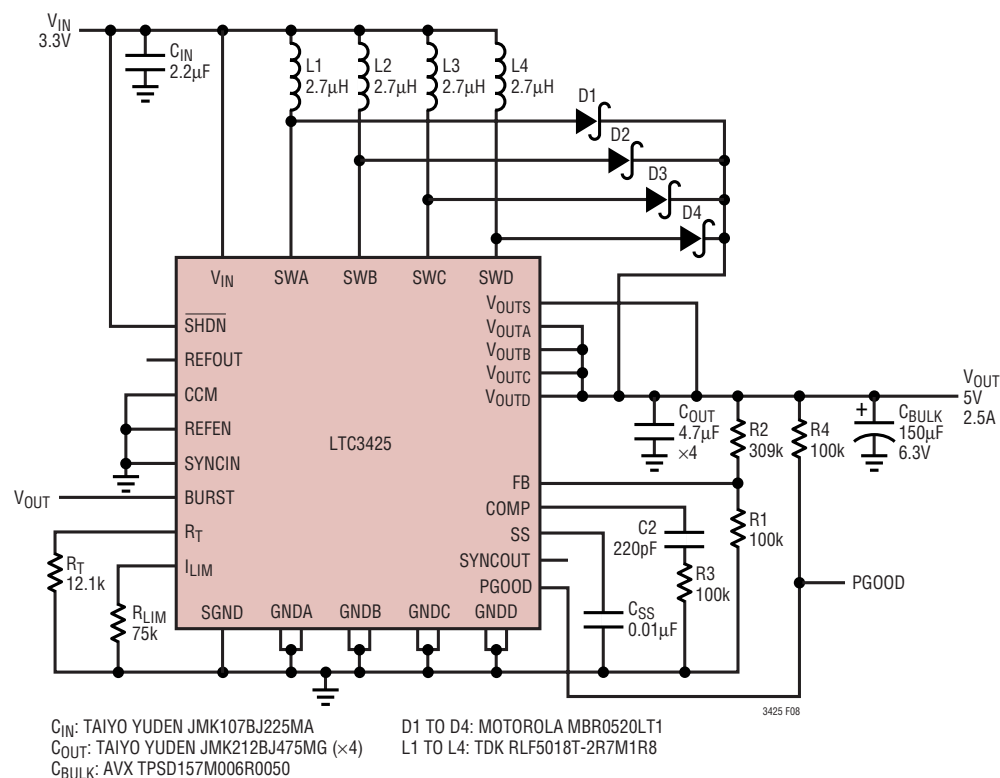 VIN
3.3V
CIN
2.2µF
L1
2.7µH
L2
2.7µH
L3
2.7µH
L4
2.7µH
D1
D2
D3
D4
VIN
SWA
SWB
SWC
SWD
SHDN
REFOUT
CCM
REFEN
SYNCIN
BURST
RT
ILIM
SGND
GNDA
GNDB
GNDC
GNDD
LTC3425
VOUTS
VOUTA
VOUTB
VOUTC
VOUTD
FB
COMP
SS
SYNCOUT
PGOOD
VOUT
RT
12.1k
RLIM
75k
COUT
4.7µF
×4
R2
309k
R4
100k
CBULK
150µF
6.3V
VOUT
5V
2.5A
R1
100k
C2
220pF
R3
100k
CSS
0.01µF
PGOOD
3425 F08
CIN: TAIYO YUDEN JMK107BJ225MA
COUT: TAIYO YUDEN JMK212BJ475MG (×4)
CBULK: AVX TPSD157M006R0050
D1 TO D4: MOTOROLA MBR0520LT1
L1 TO L4: TDK RLF5018T-2R7M1R8